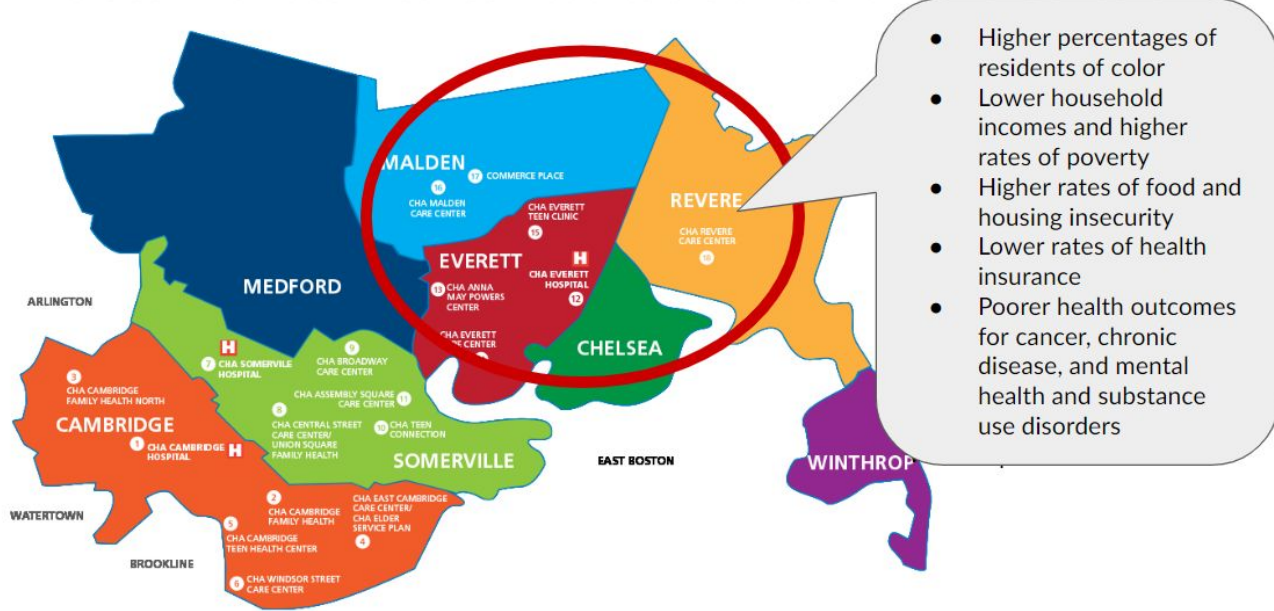 MALDEN
17 COMMERCE PLACE
16
CHA MALDEN
CARE CENTER
CHA EVERETT
TEEN CLINIC
15
REVERE
CHA REVERE
CARE CENTER
18
EVERETT
H
CHA EVERETT
HOSPITAL
12
13 CHA ANNA
MAY POWERS
CENTER
CHA EVERETT
CENTER
CHELSEA
MEDFORD
ARLINGTON
H
7 CHA SOMERVILE
HOSPITAL
9
CHA BROADWAY
CARE CENTER
CHA ASSEMBLY SQUARE
CARE CENTER 11
8
CHA CENTRAL STREET
CARE CENTER/
UNION SQUARE
FAMILY HEALTH
10 CHA TEEN
CONNECTION
SOMERVILLE
3
CHA CAMBRIDGE
FAMILY HEALTH NORTH
CAMBRIDGE
1 CHA CAMBRIDGE
HOSPITAL
H
EAST BOSTON
WINTHROP
WATERTOWN
2
CHA CAMBRIDGE
FAMILY HEALTH
CHA EAST CAMBRIDGE
CARE CENTER/
CHA ELDER
SERVICE PLAN
4
5
CHA CAMBRIDGE
TEEN HEALTH CENTER
BROOKLINE
6 CHA WINDSOR STREET
CARE CENTER
● Higher percentages of
residents of color
● Lower household
incomes and higher
rates of poverty
● Higher rates of food and
housing insecurity
● Lower rates of health
insurance
● Poorer health outcomes
for cancer, chronic
disease, and mental
health and substance
use disorders